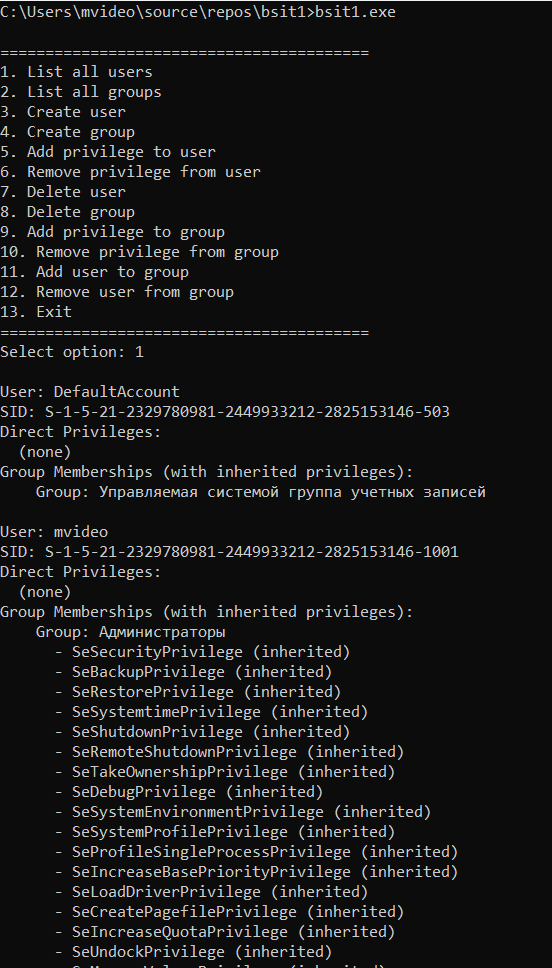 C:\Users\mvideo\source\repos\bsit1>bsit1.exe
=========================================
1. List all users
2. List all groups
3. Create user
4. Create group
5. Add privilege to user
6. Remove privilege from user
7. Delete user
8. Delete group
9. Add privilege to group
10. Remove privilege from group
11. Add user to group
12. Remove user from group
13. Exit
=========================================
Select option: 1
User: DefaultAccount
SID: S-1-5-21-2329780981-2449933212-2825153146-503
Direct Privileges:
(none)
Group Memberships (with inherited privileges):
Group: Управляемая системой группа учетных записей
User: mvideo
SID: S-1-5-21-2329780981-2449933212-2825153146-1001
Direct Privileges:
(none)
Group Memberships (with inherited privileges):
Group: Администраторы
- SeSecurityPrivilege (inherited)
- SeBackupPrivilege (inherited)
- SeRestorePrivilege (inherited)
- SeSystemtimePrivilege (inherited)
- SeShutdownPrivilege (inherited)
- SeRemoteShutdownPrivilege (inherited)
- SeTakeOwnershipPrivilege (inherited)
- SeDebugPrivilege (inherited)
- SeSystemEnvironmentPrivilege (inherited)
- SeSystemProfilePrivilege (inherited)
- SeProfileSingleProcessPrivilege (inherited)
- SeIncreaseBasePriorityPrivilege (inherited)
- SeLoadDriverPrivilege (inherited)
- SeCreatePagefilePrivilege (inherited)
- SeIncreaseQuotaPrivilege (inherited)
- SeUndockPrivilege (inherited)